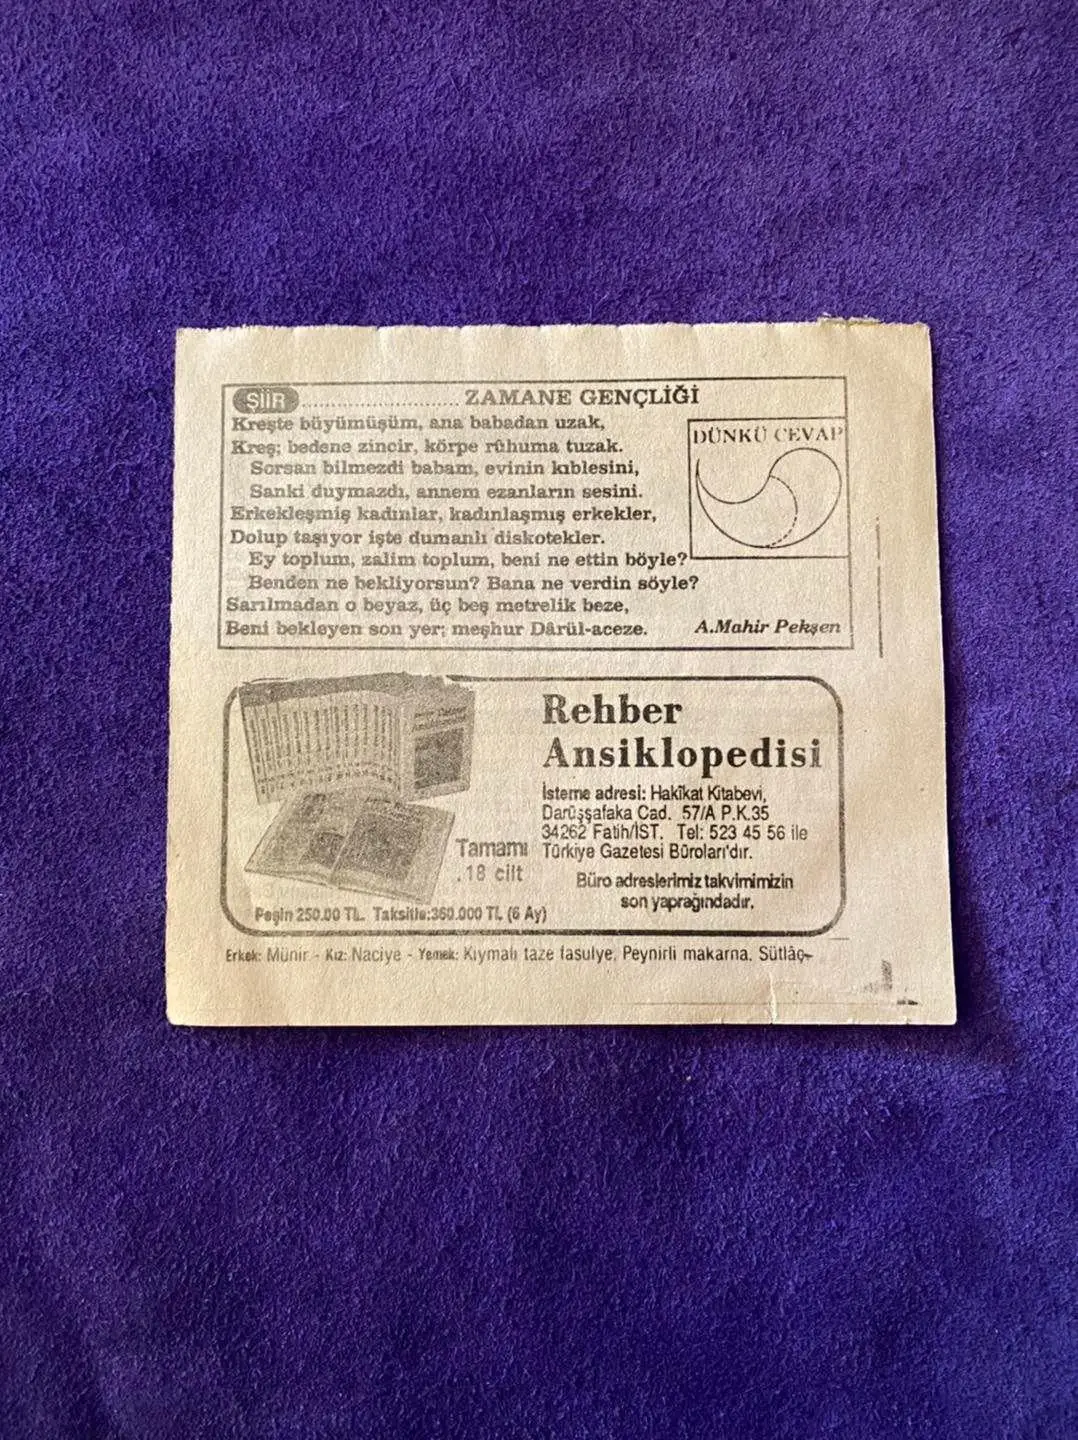 ŞİİR ........................ ZAMANE GENÇLİĞİ
Kreşte büyümüşüm, ana babadan uzak,
Kreş; bedene zincir, körpe rûhuma tuzak.
Sorsan bilmezdi babam, evinin kıblesini,
Sanki duymazdı, annem ezanların sesini.
Erkekleşmiş kadınlar, kadınlaşmış erkekler,
Dolup taşıyor işte dumanlı diskotekler.
Ey toplum, zalim toplum, beni ne ettin böyle?
Benden ne bekliyorsun? Bana ne verdin söyle?
Sarılmadan o beyaz, üç beş metrelik beze,
Beni bekleyen son yer; meşhur Dârül-aceze.
A.Mahir Pekşen
DÜNKÜ CEVAP
Rehber
Ansiklopedisi
İsteme adresi: Hakîkat Kitabevi,
Darüşşafaka Cad. 57/A P.K.35
34262 Fatih/İST. Tel: 523 45 56 ile
Türkiye Gazetesi Büroları'dır.
Büro adreslerimiz takvimimizin
son yaprağındadır.
Tamamı
18 cilt
Peşin 250.00 TL. Taksitle:360.000 TL (6 Ay)
Erkek: Münir - Kız: Naciye - Yemek: Kıymalı taze fasulye, Peynirli makarna. Sütlâç-